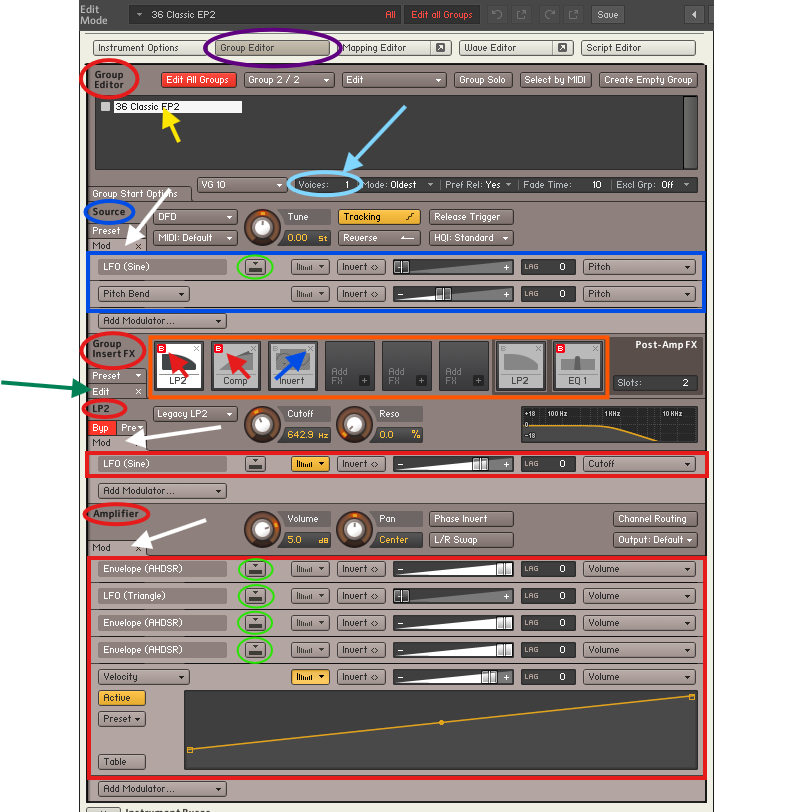 Edit 36 Classic EP2 All Edit all Groups Save
Mode
Instrument Options Group Editor Mapping Editor Wave Editor Script Editor
Group Editor Edit All Groups Group 2 / 2 Edit Group Solo Select by MIDI Create Empty Group
36 Classic EP2
VG 10 Voices: 1 Mode: Oldest Pref Rel: Yes Fade Time: 10 Excl Grp: Off
Group Start Options
Source DFD Tune Tracking Release Trigger
Preset MIDI: Default 0.00 st Reverse HQI: Standard
Mod x
LFO (Sine) Invert - + LAG 0 Pitch
Pitch Bend Invert - + LAG 0 Pitch
Add Modulator...
Group Insert FX B LP2 B Comp Invert Add FX + Add FX + Add FX + LP2 B EQ 1 Post-Amp FX
Preset Slots: 2
Edit x
LP2 Legacy LP2 Cutoff Reso +18 100 Hz 1KHz 10 KHz
Byp Pre 642.9 Hz 0.0 % 0
Mod -18
LFO (Sine) Invert - + LAG 0 Cutoff
Add Modulator...
Amplifier Volume Pan Phase Invert Channel Routing
5.0 dB Center L/R Swap Output: Default
Mod x
Envelope (AHDSR) Invert - LAG 0 Volume
LFO (Triangle) Invert - + LAG 0 Volume
Envelope (AHDSR) Invert - LAG 0 Volume
Envelope (AHDSR) Invert - LAG 0 Volume
Velocity Invert - + LAG 0 Volume
Active
Preset
Table
Add Modulator...
Instrument Buses